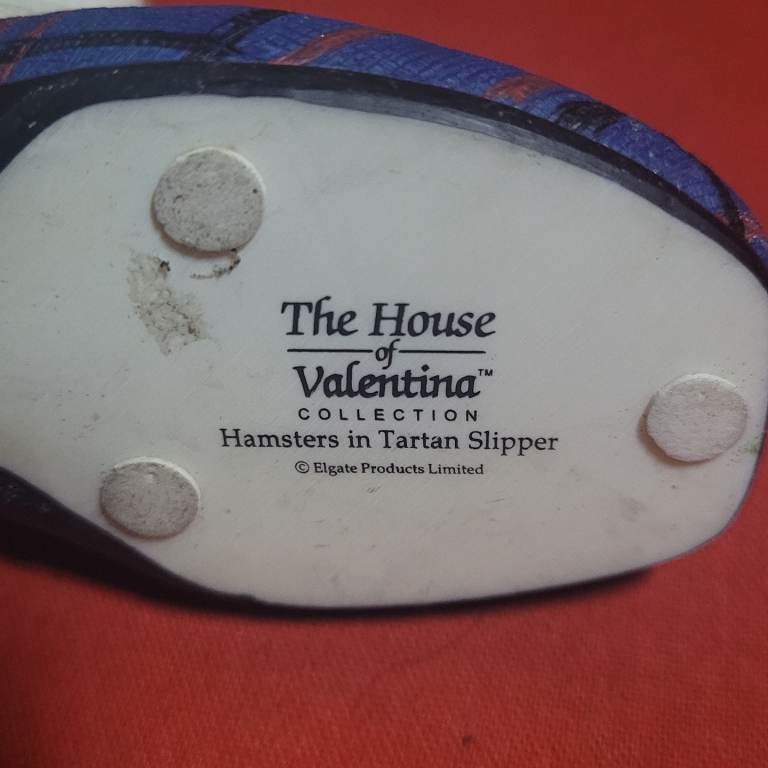 The House
of
Valentina™
COLLECTION
Hamsters in Tartan Slipper
© Elgate Products Limited